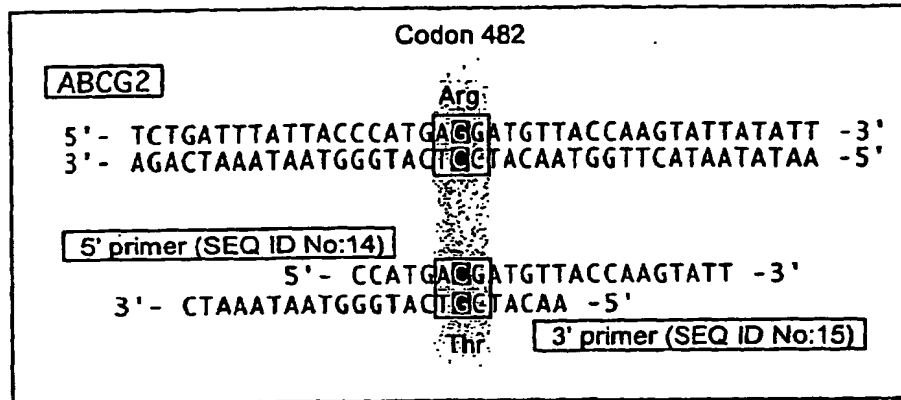 Codon 482
ABCG2
Arg
5'- TCTGATTTATTACCCATGAGGATGTTACCAAGTATTATATT -3'
3'- AGACTAAATAATGGGTACTCCTACAATGGTTCATAATATAA -5'
5' primer (SEQ ID No:14)
5'- CCATGACGATGTTACCAAGTATT -3'
3'- CTAAATAATGGGTACTGCTACAA -5'
Thr
3' primer (SEQ ID No:15)